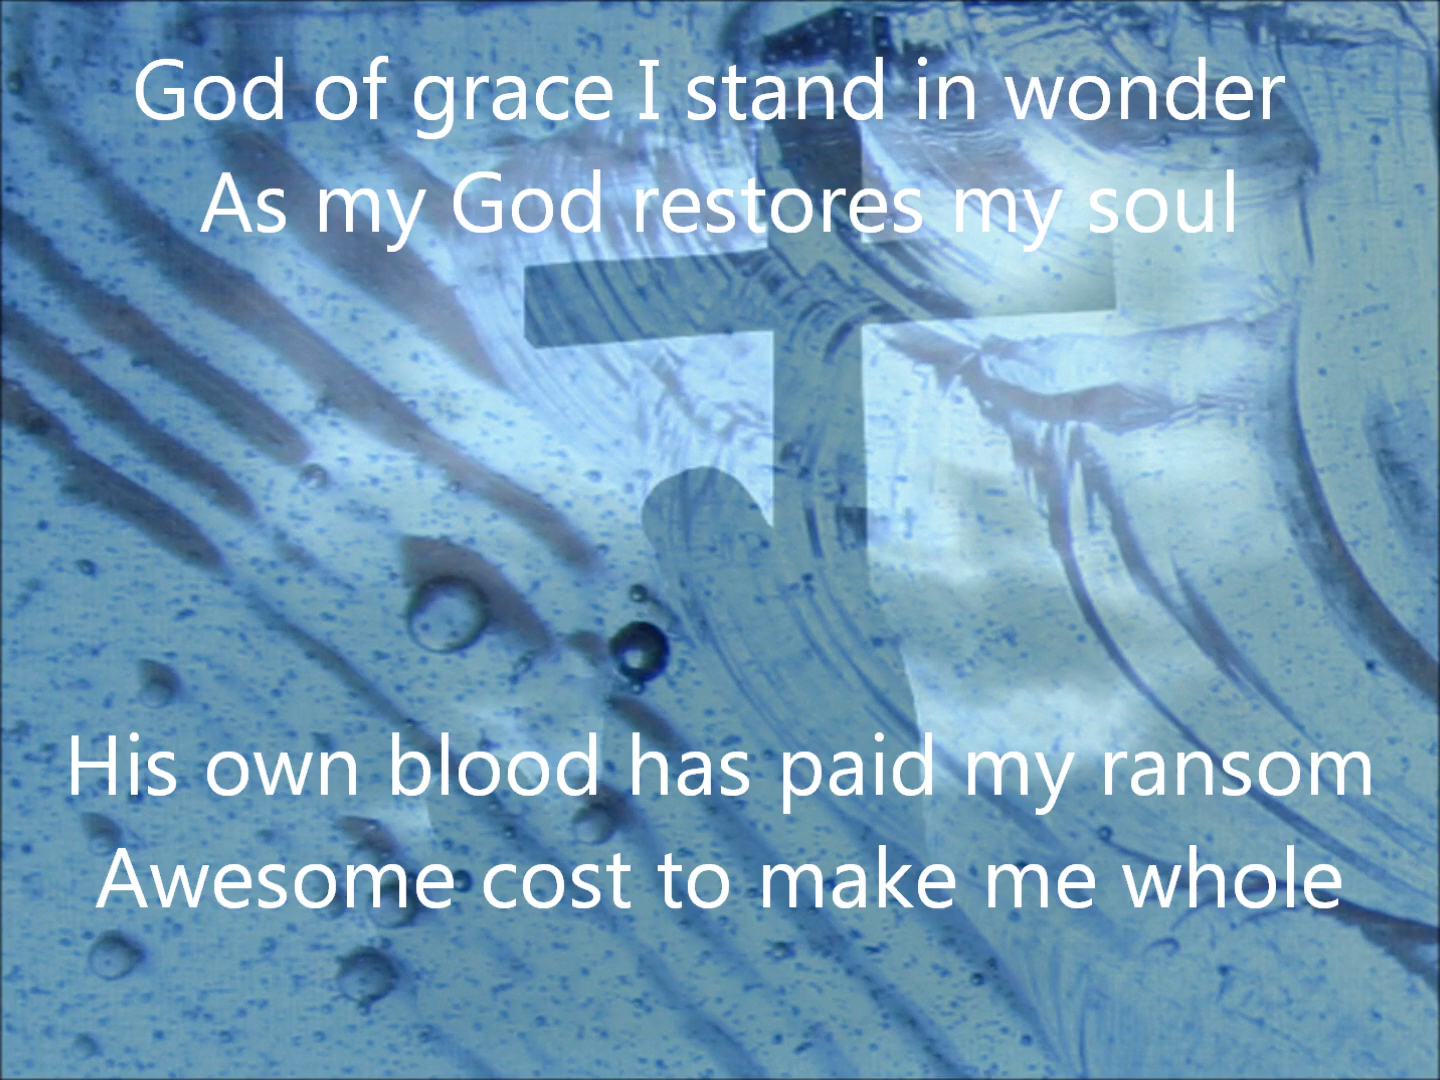 God of grace I stand in wonder
As my God restores my soul
His own blood has paid my ransom
Awesome cost to make me whole